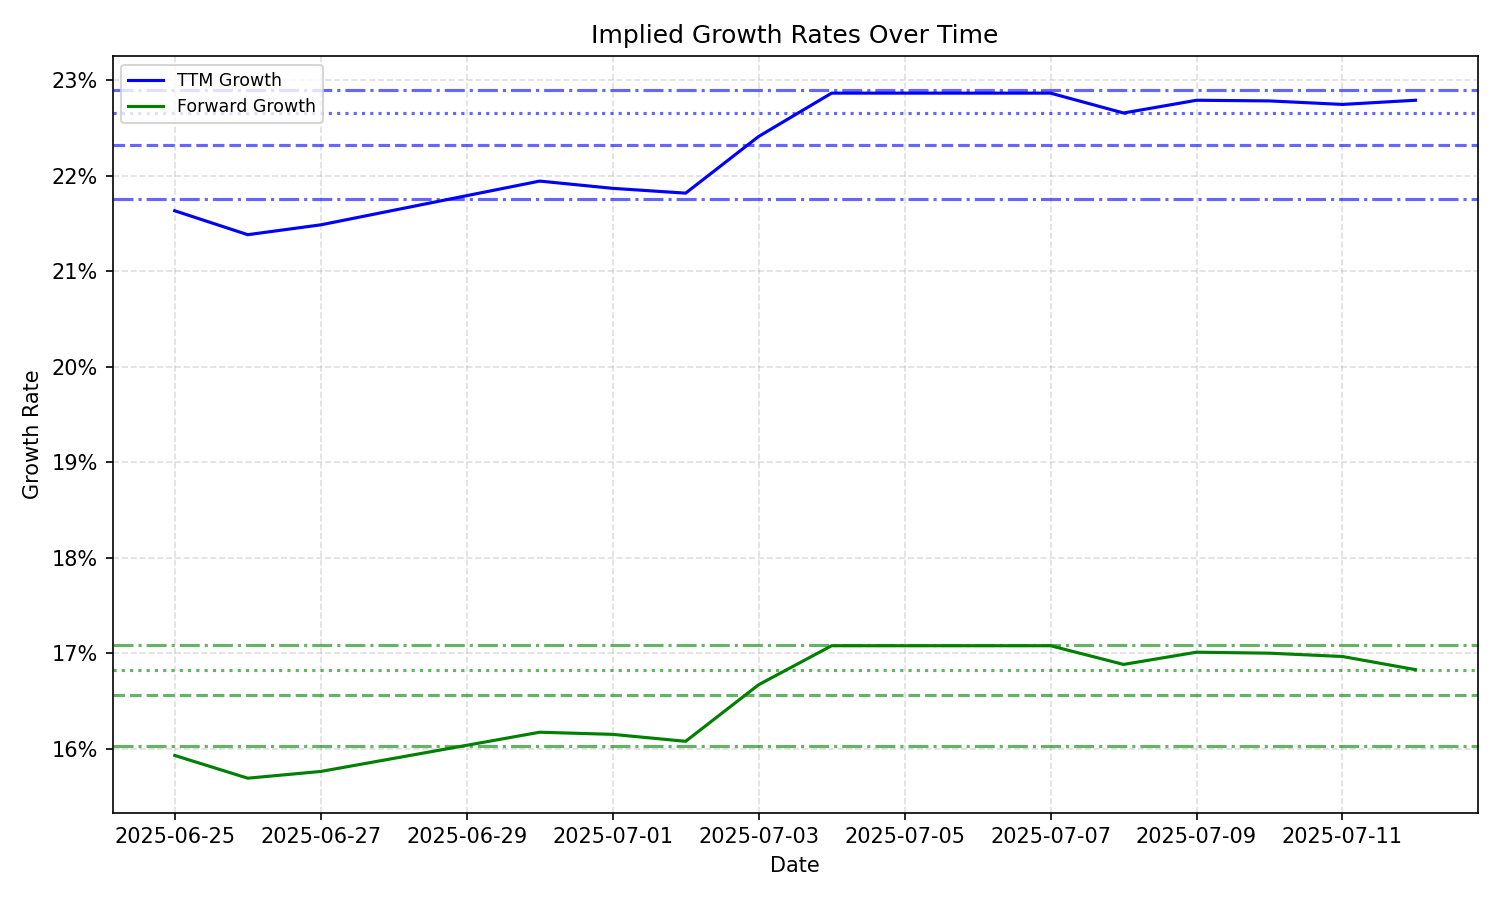 Implied Growth Rates Over Time
TTM Growth
Forward Growth
Growth Rate
23%
22%
21%
20%
19%
18%
17%
16%
2025-06-25 2025-06-27 2025-06-29 2025-07-01 2025-07-03 2025-07-05 2025-07-07 2025-07-09 2025-07-11
Date